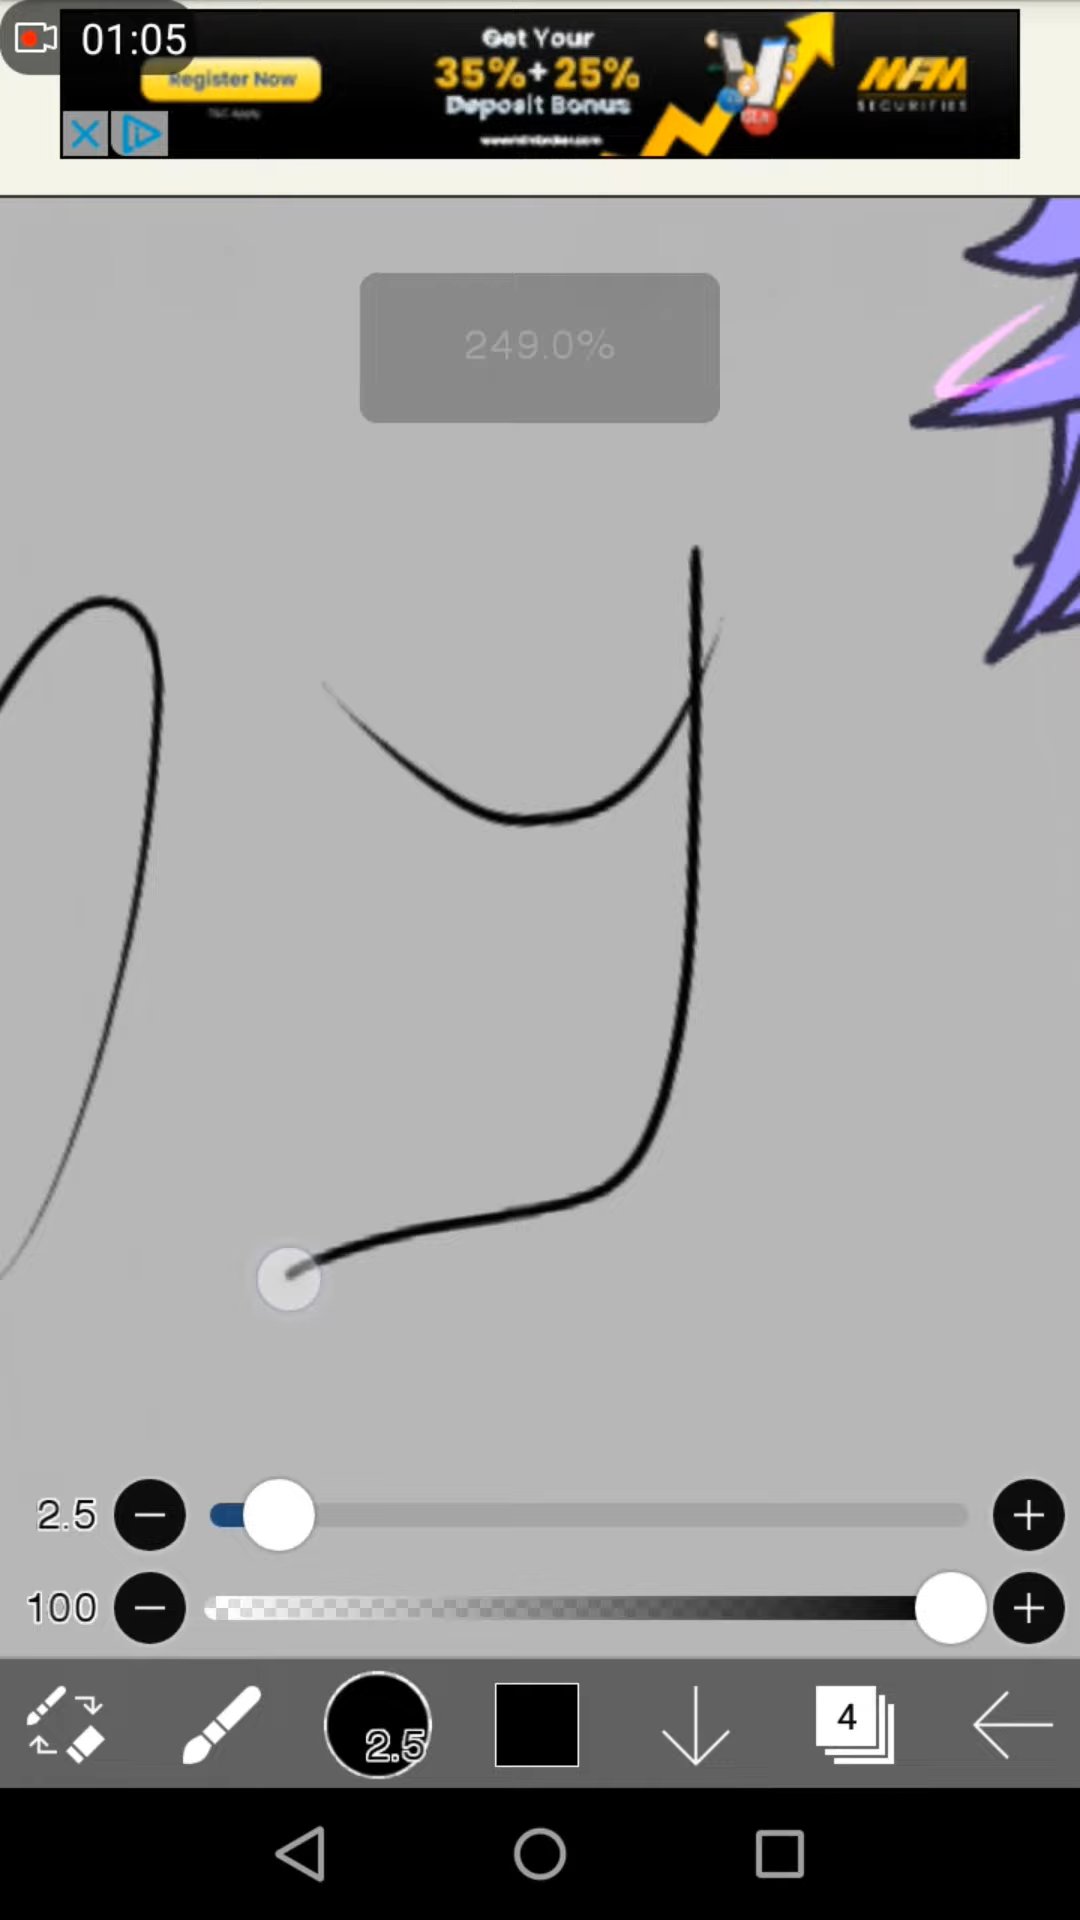 01:05
Get Your
35%+25%
Deposit Bonus
Register Now
T&C Apply
MFM
SECURITIES
249.0%
y
2.5
100
2.5
4